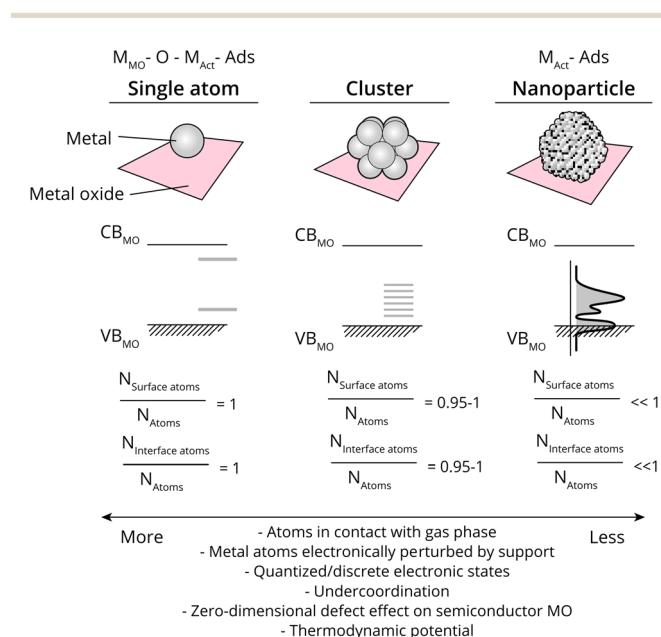 M_MO - O - M_Act - Ads
M_Act - Ads
Single atom
Cluster
Nanoparticle
Metal
Metal oxide
CB_MO
CB_MO
CB_MO
VB_MO
VB_MO
VB_MO
N_Surface atoms / N_Atoms = 1
N_Surface atoms / N_Atoms = 0.95-1
N_Surface atoms / N_Atoms << 1
N_Interface atoms / N_Atoms = 1
N_Interface atoms / N_Atoms = 0.95-1
N_Interface atoms / N_Atoms <<1
More
Less
- Atoms in contact with gas phase
- Metal atoms electronically perturbed by support
- Quantized/discrete electronic states
- Undercoordination
- Zero-dimensional defect effect on semiconductor MO
- Thermodynamic potential